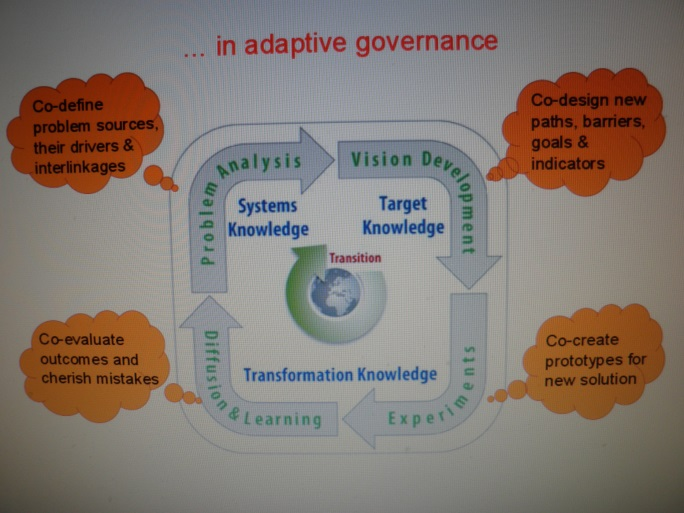 ... in adaptive governance
Co-define
problem sources,
their drivers &
interlinkages
Co-design new
paths, barriers,
goals &
indicators
Problem Analysis
Vision Development
Systems
Knowledge
Target
Knowledge
Transition
Transformation Knowledge
Experiments
Diffusion & Learning
Co-evaluate
outcomes and
cherish mistakes
Co-create
prototypes for
new solution